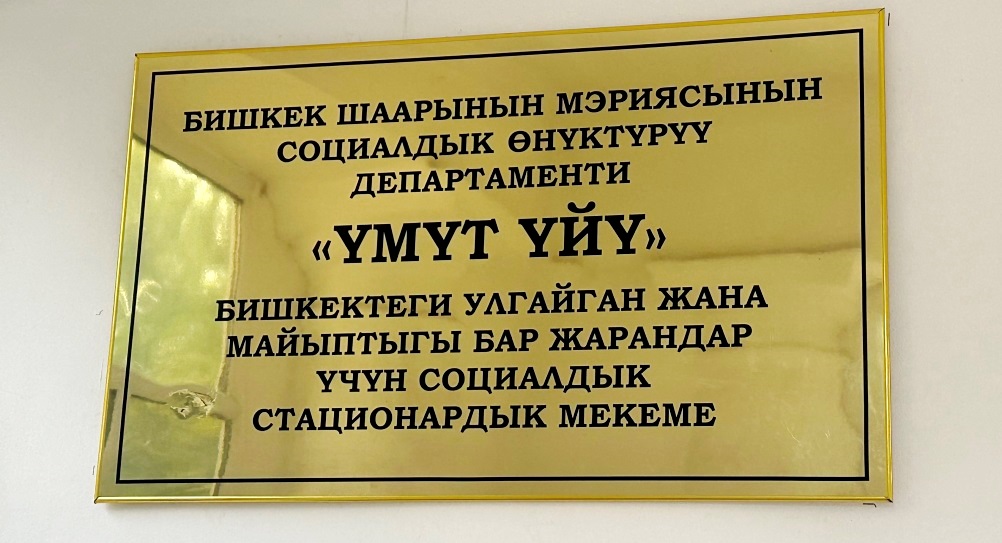 БИШКЕК ШААРЫНЫН МЭРИЯСЫНЫН
СОЦИАЛДЫК ӨНҮКТҮРҮҮ
ДЕПАРТАМЕНТИ
«ҮМҮТ ҮЙҮ»
БИШКЕКТЕГИ УЛГАЙГАН ЖАНА
МАЙЫПТЫГЫ БАР ЖАРАНДАР
ҮЧҮН СОЦИАЛДЫК
СТАЦИОНАРДЫК МЕКЕМЕ